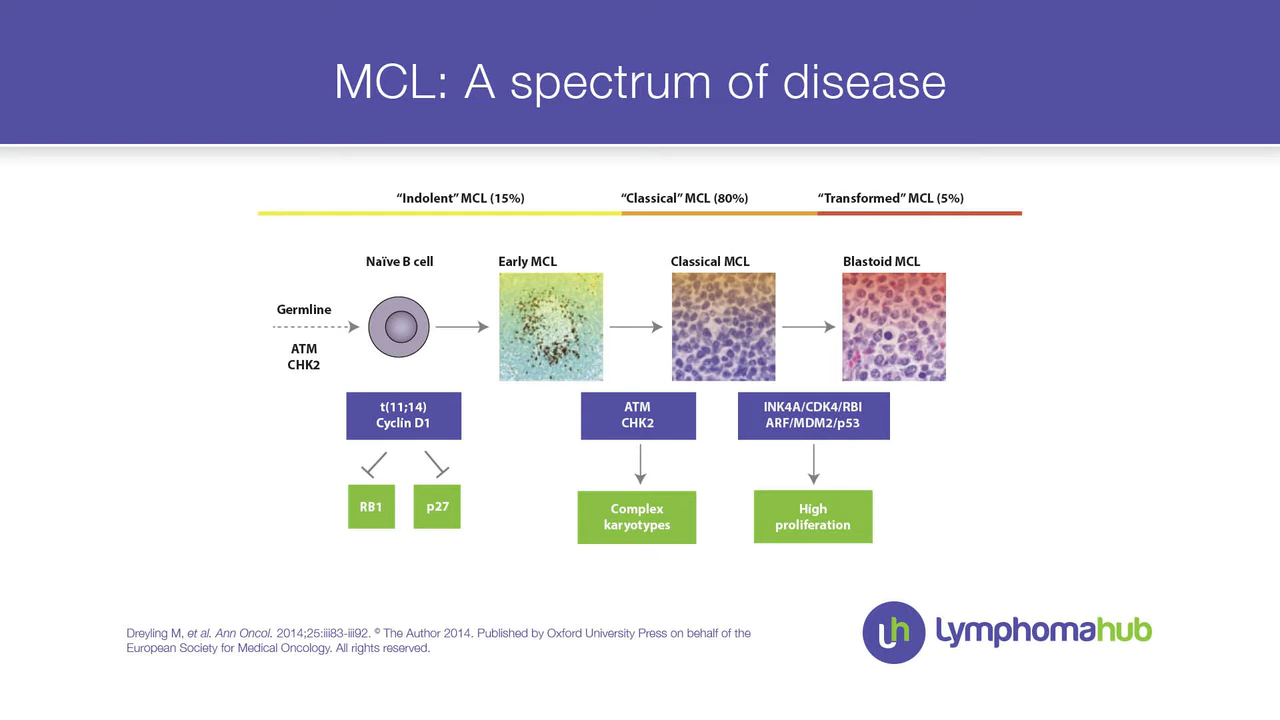 MCL: A spectrum of disease
“Indolent” MCL (15%)
“Classical” MCL (80%)
“Transformed” MCL (5%)
Naïve B cell
Early MCL
Classical MCL
Blastoid MCL
Germline
ATM
CHK2
t(11;14)
Cyclin D1
ATM
CHK2
INK4A/CDK4/RBI
ARF/MDM2/p53
RB1
p27
Complex
karyotypes
High
proliferation
Dreyling M, et al. Ann Oncol. 2014;25:iii83-iii92. © The Author 2014. Published by Oxford University Press on behalf of the
European Society for Medical Oncology. All rights reserved.
lh lymphomahub